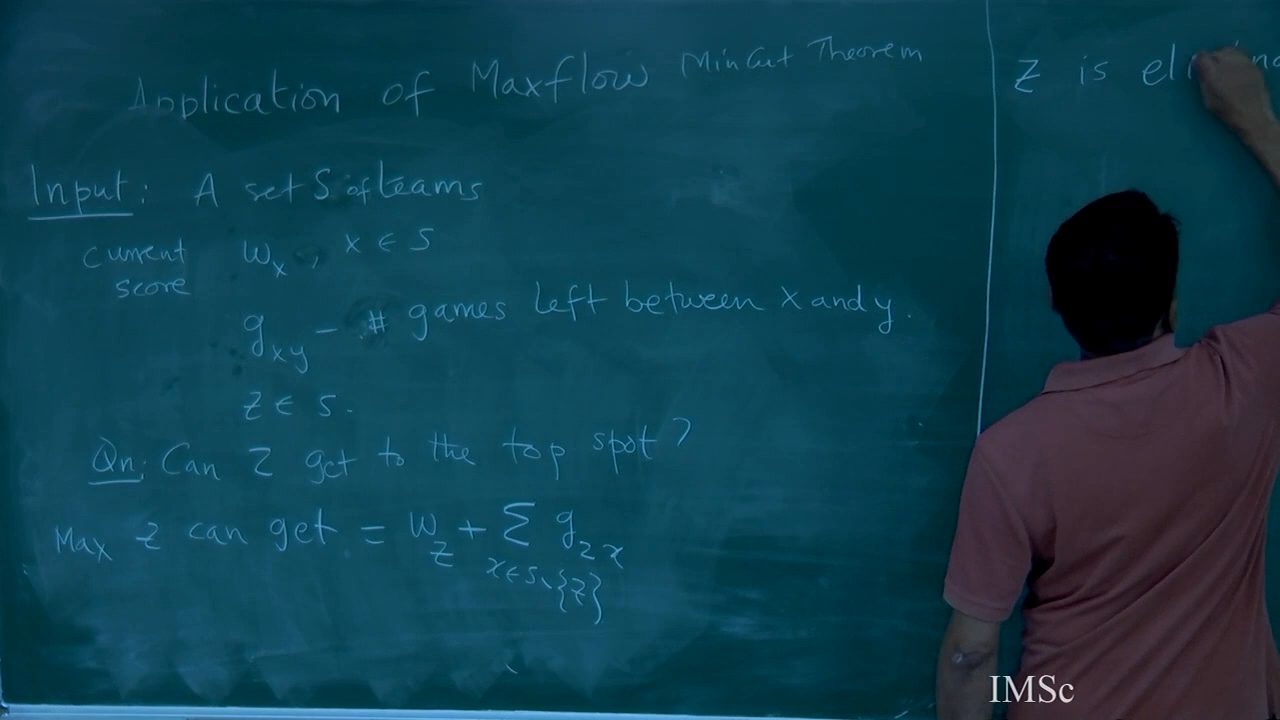 Application of Maxflow MinCut Theorem
Input: A set S of teams
current score w_x, x ∈ S
g_xy - # games left between x and y.
z ∈ S.
Qn: Can Z get to the top spot?
Max z can get = w_z + Σ_{x∈S\{z}} g_zx
z is
IMSc